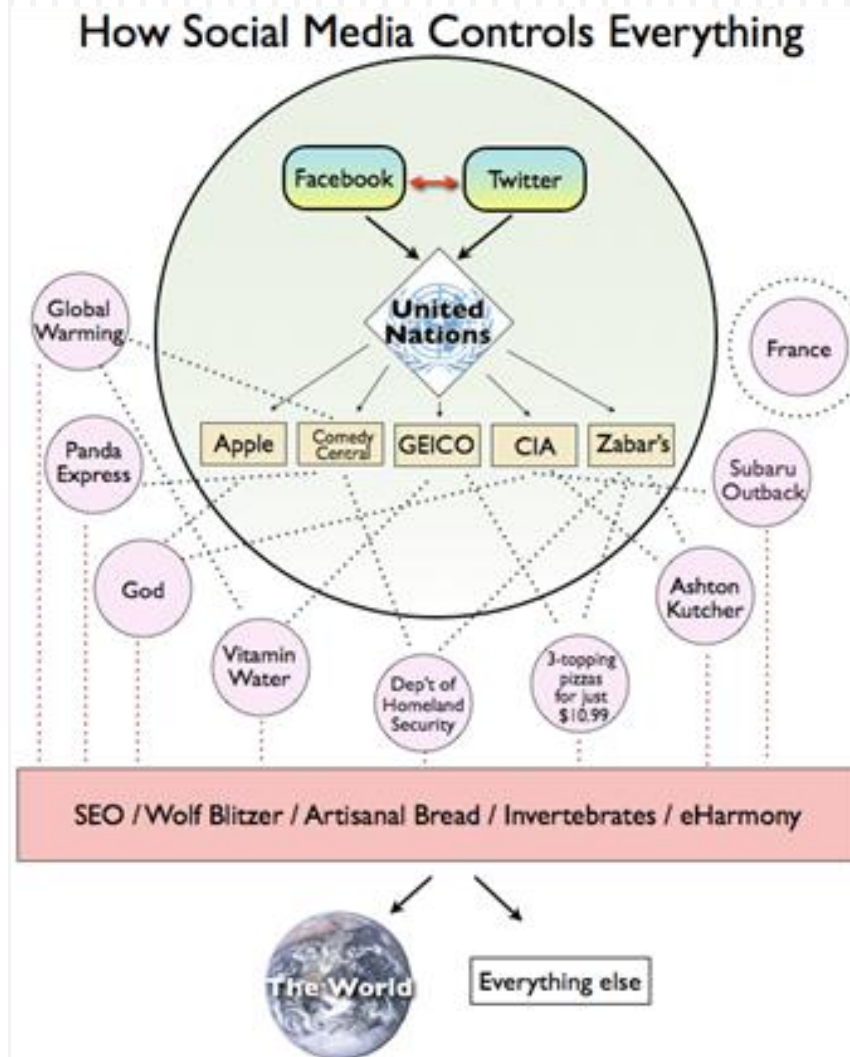 How Social Media Controls Everything
Facebook
Twitter
United
Nations
Global
Warming
France
Apple
Comedy
Central
GEICO
CIA
Zabar's
Panda
Express
Subaru
Outback
God
Ashton
Kutcher
Vitamin
Water
Dep't of
Homeland
Security
3-topping
pizzas
for just
$10.99
SEO / Wolf Blitzer / Artisanal Bread / Invertebrates / eHarmony
The World
Everything else